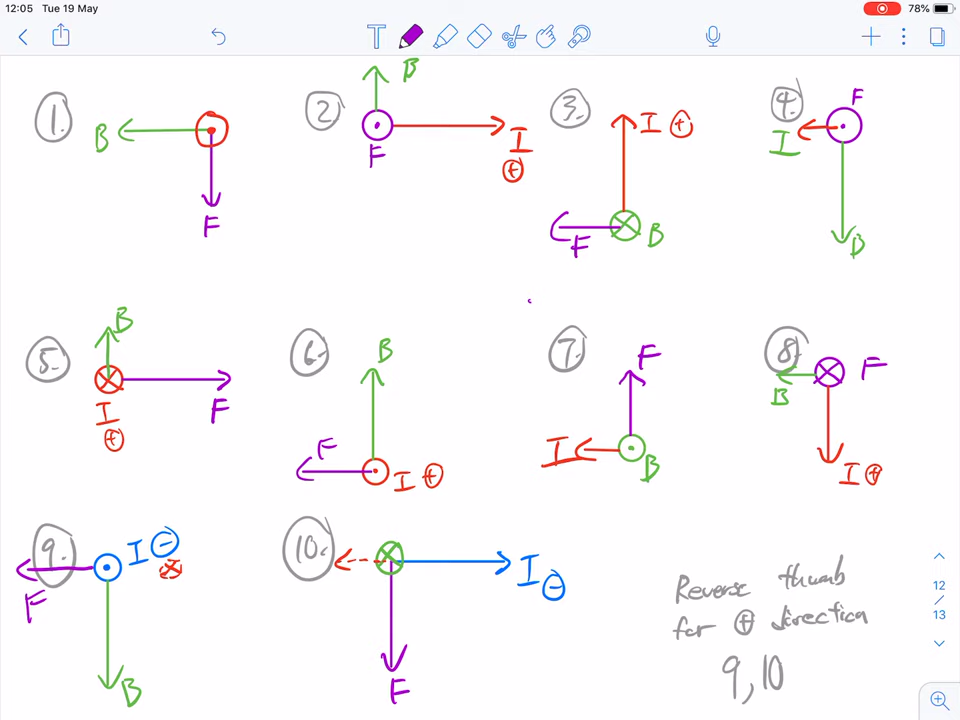 12:05 Tue 19 May
78%
T
1.
B
F
2.
B
F
I
⊕
3.
I ⊕
F
B
4.
F
I
B
5.
B
I
⊕
F
6.
B
F
I ⊕
7.
F
I
B
8.
F
B
I ⊕
9.
I ⊖
F
B
10.
I
⊖
F
Reverse thumb
for ⊕ direction
9, 10
12
/
13